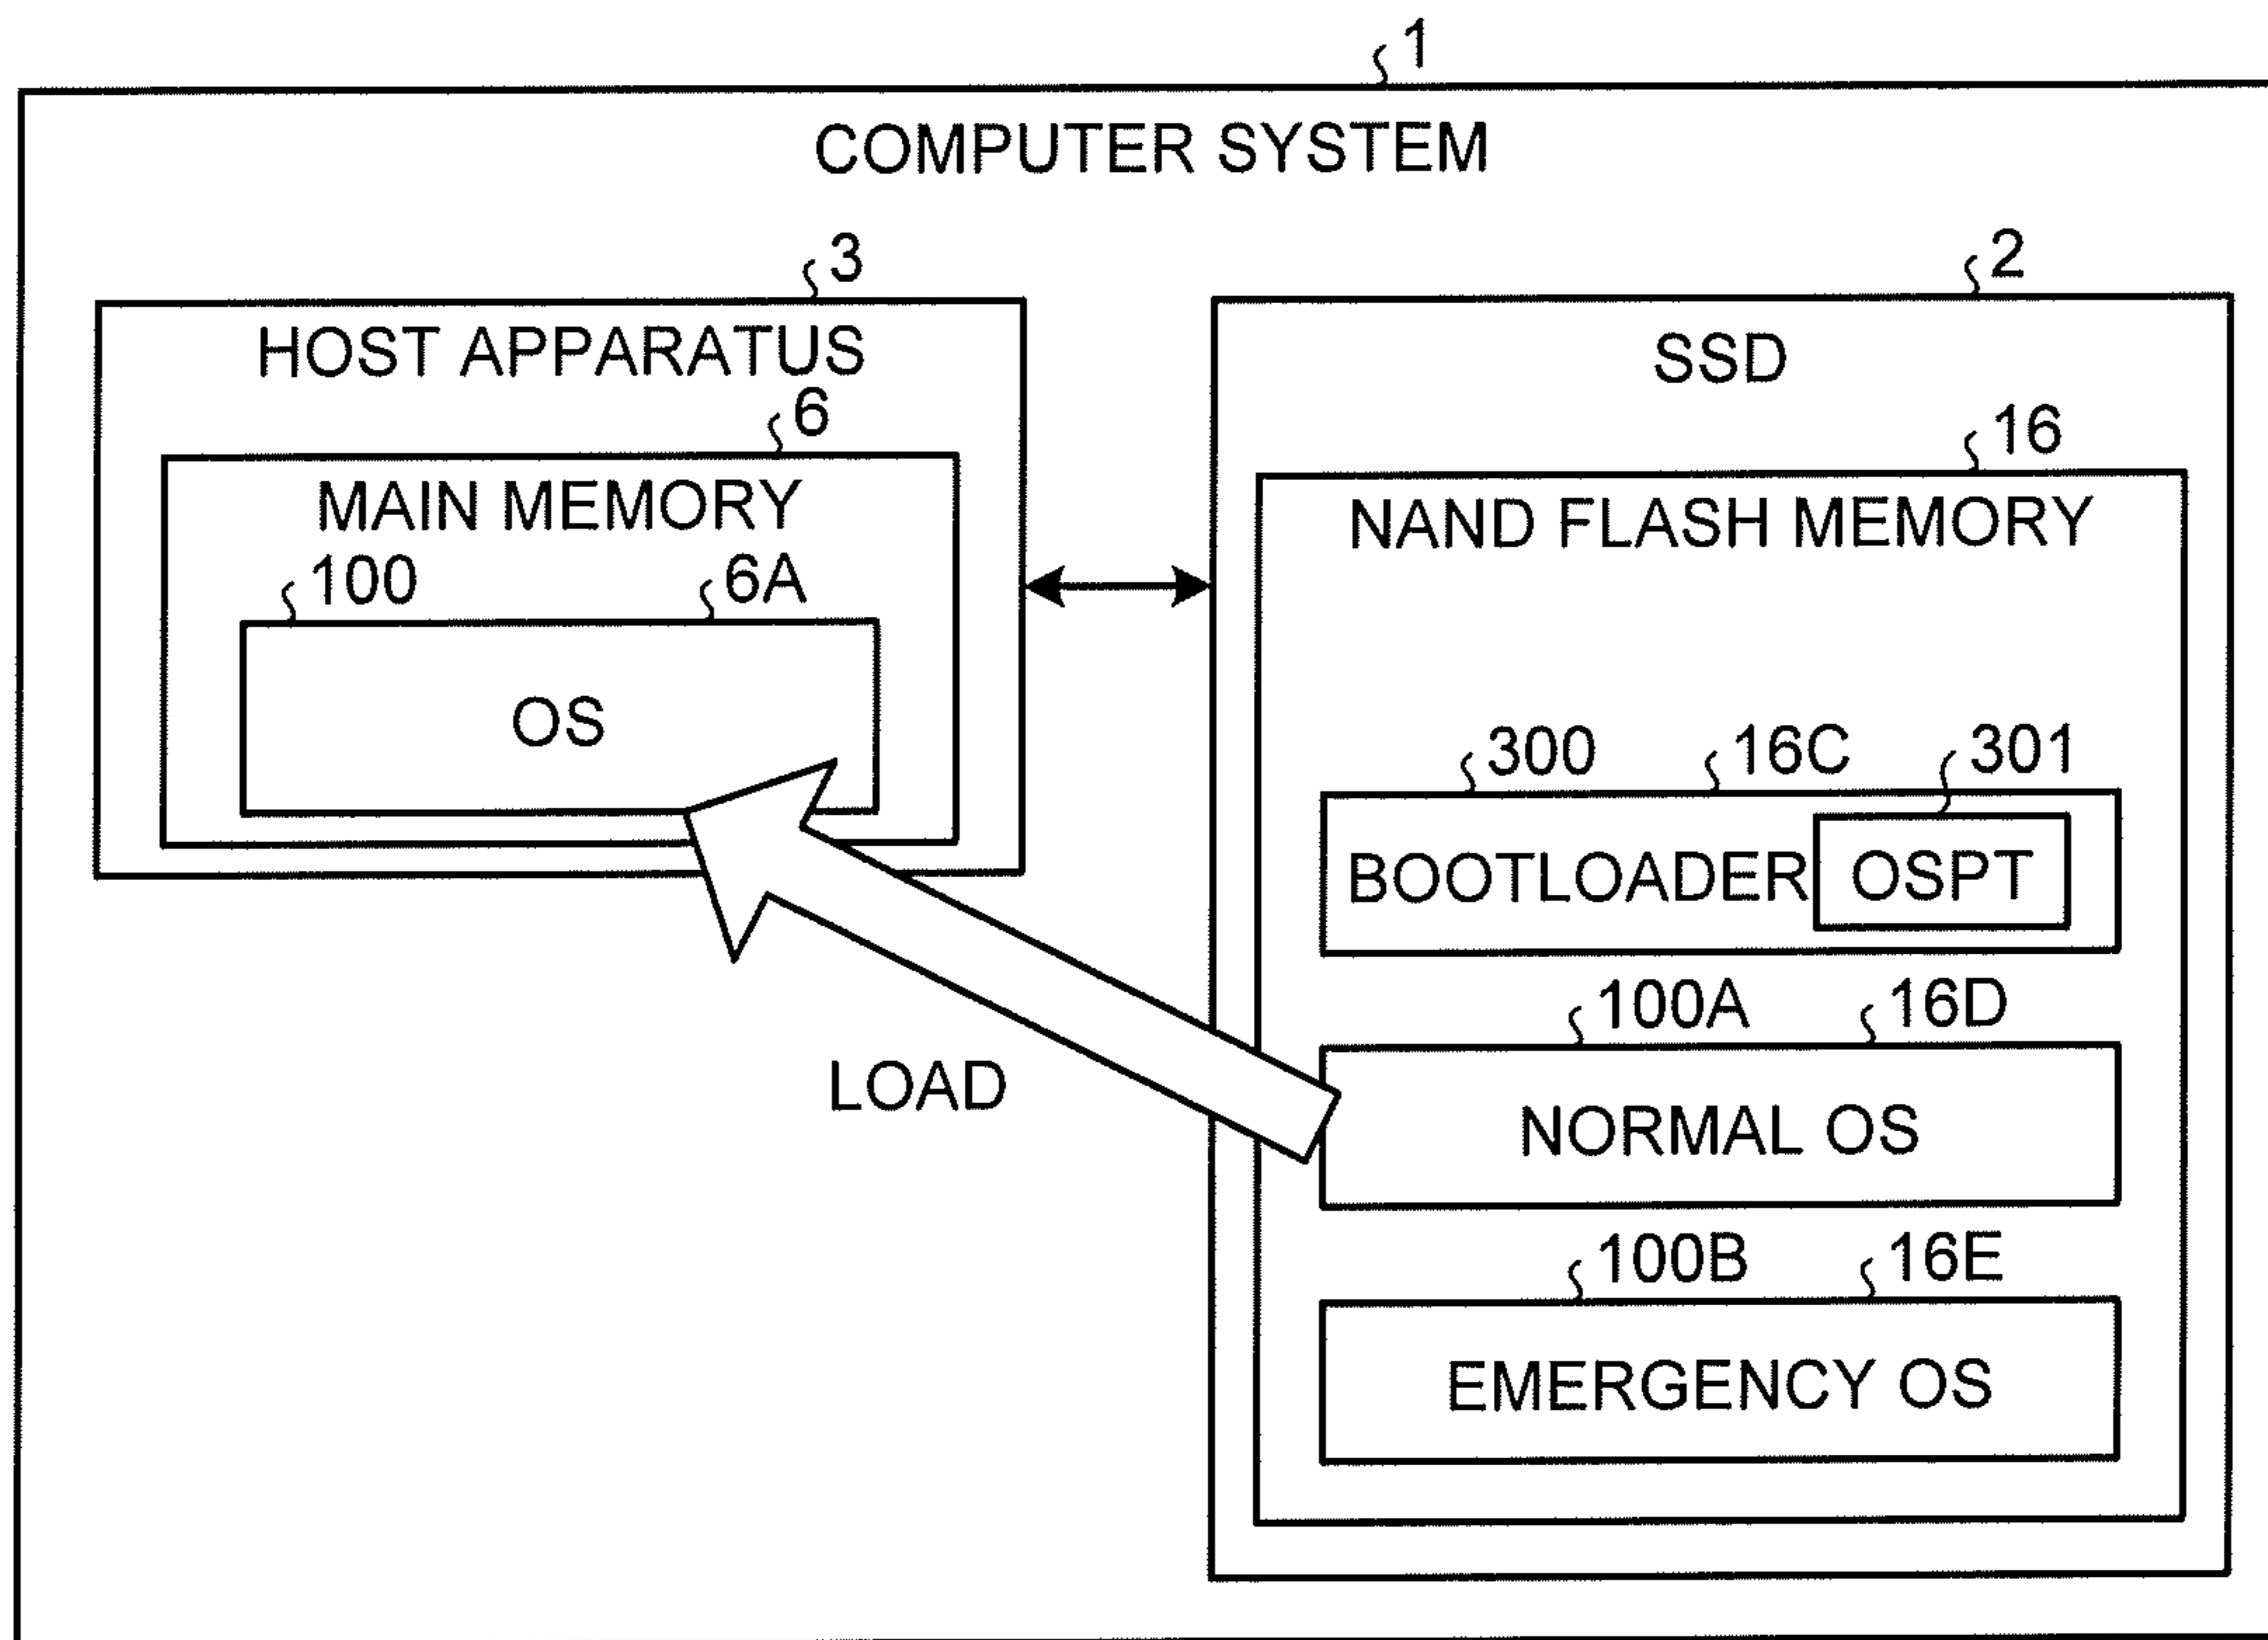 1
COMPUTER SYSTEM
3
HOST APPARATUS
6
MAIN MEMORY
100 6A
OS
2
SSD
16
NAND FLASH MEMORY
300 16C 301
BOOTLOADER OSPT
100A 16D
NORMAL OS
100B 16E
EMERGENCY OS
LOAD